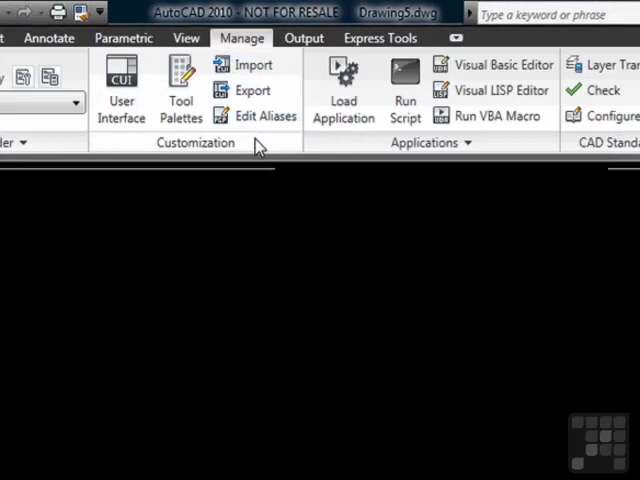 AutoCAD 2010 - NOT FOR RESALE Drawing5.dwg Type a keyword or phrase
t Annotate Parametric View Manage Output Express Tools
Import Visual Basic Editor Layer Tran
CUI Export Visual LISP Editor Check
User Interface Tool Palettes Edit Aliases Load Application Run Script Run VBA Macro Configure
der Customization Applications CAD Standa